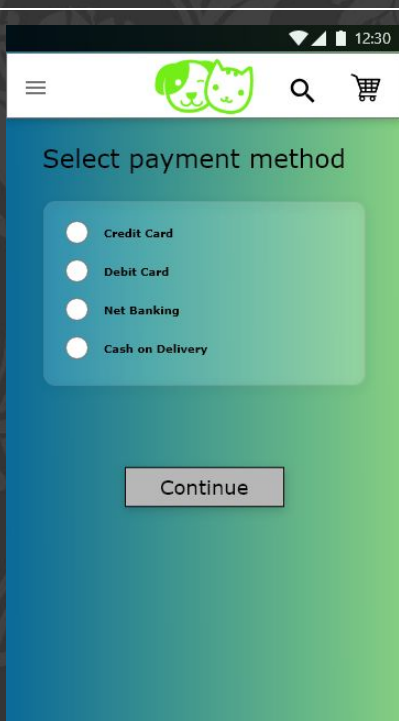 12:30
Select payment method
Credit Card
Debit Card
Net Banking
Cash on Delivery
Continue